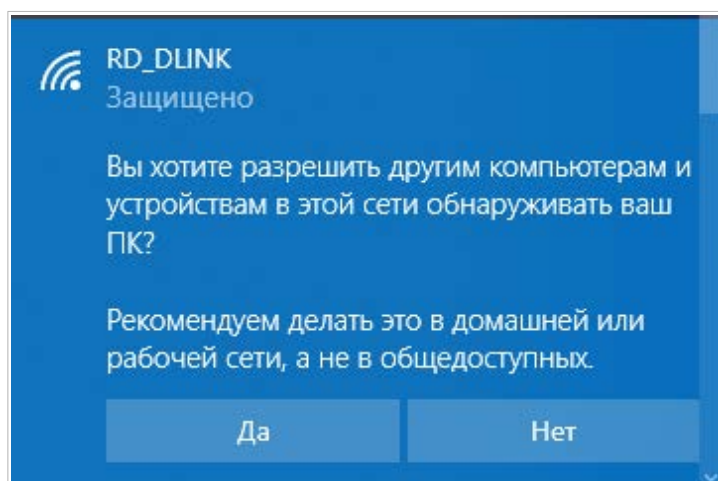 RD_DLINK
Защищено
Вы хотите разрешить другим компьютерам и
устройствам в этой сети обнаруживать ваш
ПК?
Рекомендуем делать это в домашней или
рабочей сети, а не в общедоступных.
Да Нет